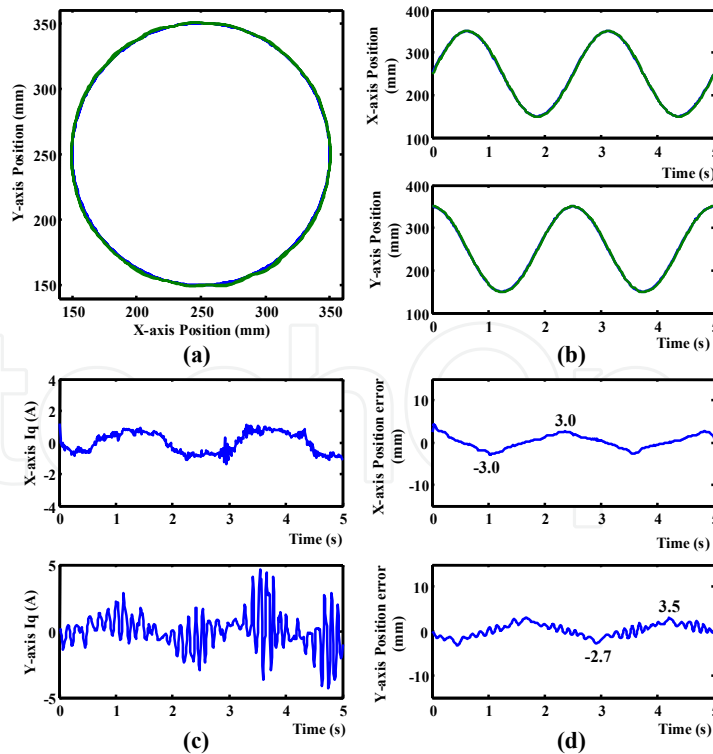 350
300
250
200
150
Y-axis Position (mm)
150 200 250 300 350
X-axis Position (mm)
(a)
400
300
200
100
X-axis Position
(mm)
0 1 2 3 4 5
Time (s)
400
300
200
100
Y-axis Position
(mm)
0 1 2 3 4 5
Time (s)
(b)
4
2
0
-2
-4
X-axis Iq (A)
0 1 2 3 4 5
Time (s)
5
0
-5
Y-axis Iq (A)
0 1 2 3 4 5
Time (s)
(c)
10
0
-10
X-axis Position error
(mm)
3.0
-3.0
0 1 2 3 4 5
Time (s)
10
0
-10
Y-axis Position error
(mm)
3.5
-2.7
0 1 2 3 4 5
Time (s)
(d)